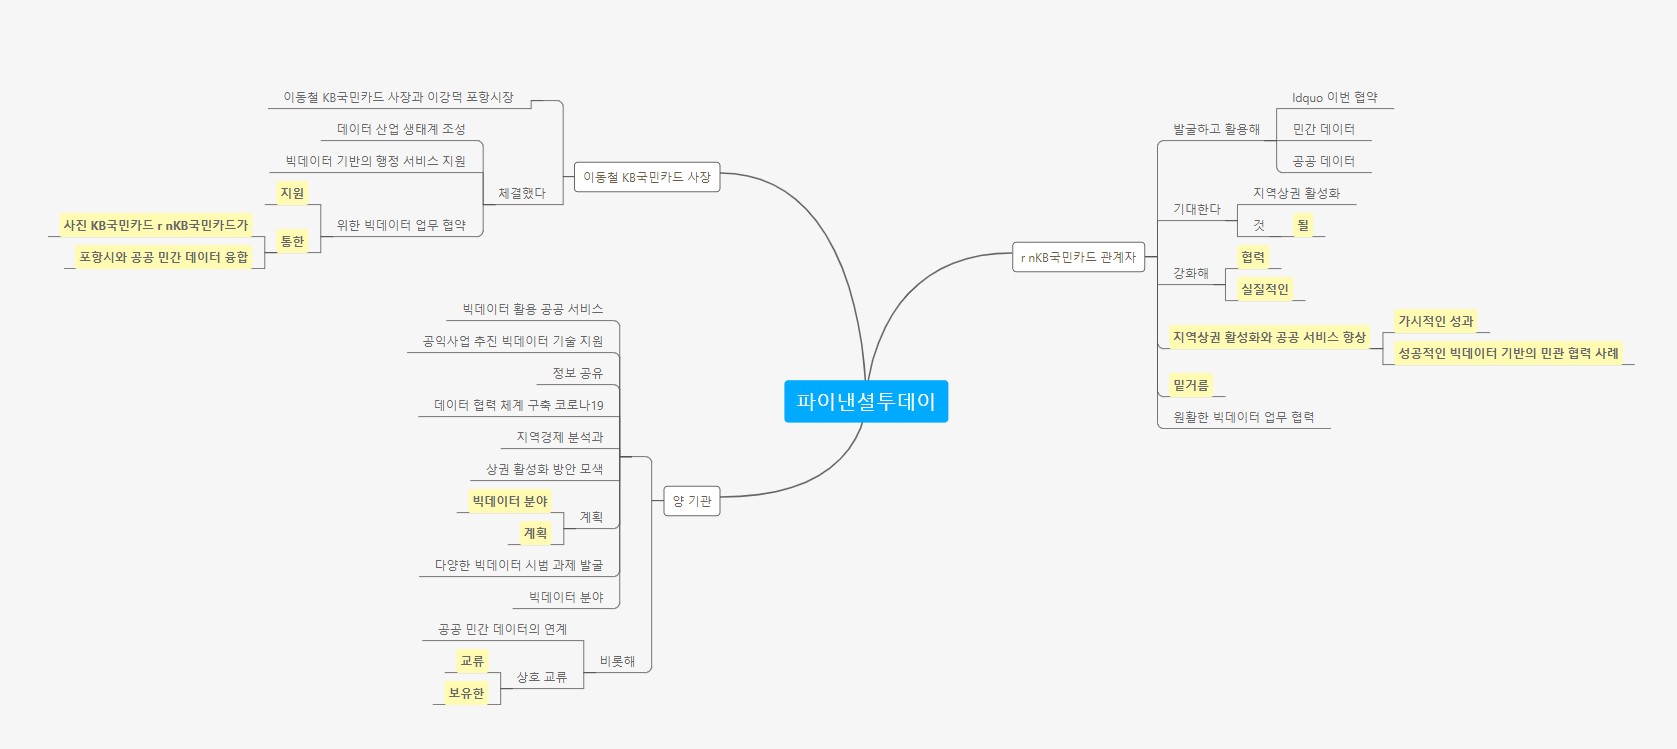 파이낸셜투데이
이동철 KB국민카드 사장
이동철 KB국민카드 사장과 이강덕 포항시장
체결했다
데이터 산업 생태계 조성
빅데이터 기반의 행정 서비스 지원
위한 빅데이터 업무 협약
지원
통한
사진 KB국민카드 r nKB국민카드가
포항시와 공공 민간 데이터 융합
양 기관
빅데이터 활용 공공 서비스
공익사업 추진 빅데이터 기술 지원
정보 공유
데이터 협력 체계 구축 코로나19
지역경제 분석과
상권 활성화 방안 모색
계획
빅데이터 분야
계획
다양한 빅데이터 시범 과제 발굴
빅데이터 분야
비롯해
공공 민간 데이터의 연계
상호 교류
교류
보유한
r nKB국민카드 관계자
발굴하고 활용해
ldquo 이번 협약
민간 데이터
공공 데이터
기대한다
지역상권 활성화
것
될
강화해
협력
실질적인
지역상권 활성화와 공공 서비스 향상
가시적인 성과
성공적인 빅데이터 기반의 민관 협력 사례
밑거름
원활한 빅데이터 업무 협력